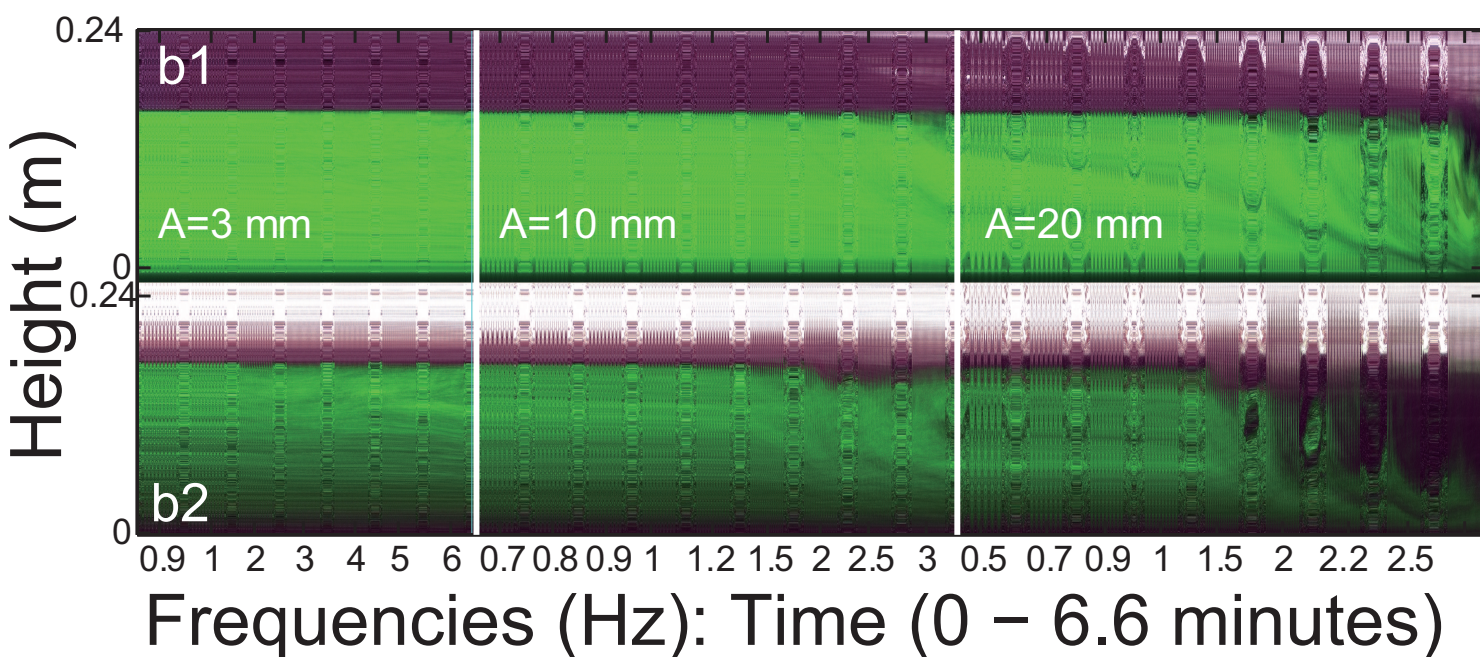 0.24
b1
A=3 mm
A=10 mm
A=20 mm
Height (m)
0
0.24
b2
0
0.9 1 2 3 4 5 6 0.7 0.8 0.9 1 1.2 1.5 2 2.5 3 0.5 0.7 0.9 1 1.5 2 2.2 2.5
Frequencies (Hz): Time (0 − 6.6 minutes)